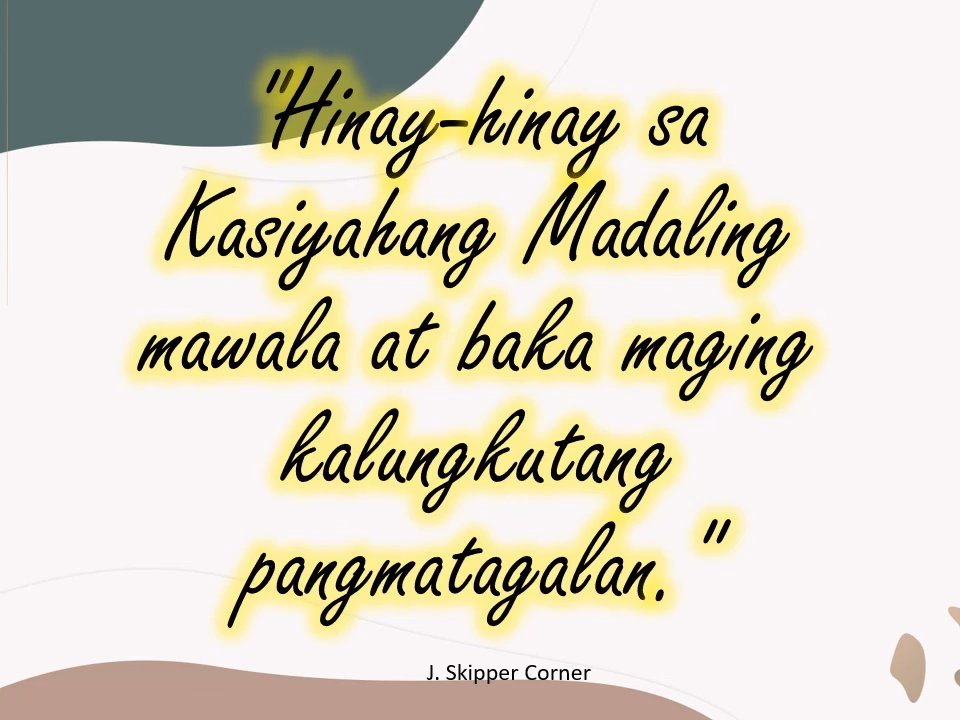 "Hinay-hinay sa
Kasiyahang Madaling
mawala at baka maging
kalungkutang
pangmatagalan."
J. Skipper Corner